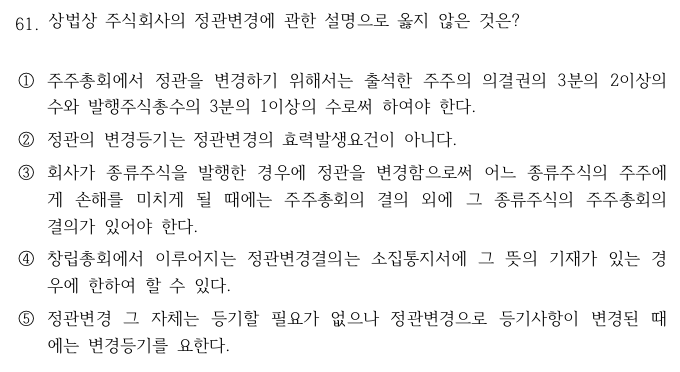 61. 상법상 주식회사의 정관변경에 관한 설명으로 옳지 않은 것은?
① 주주총회에서 정관을 변경하기 위해서는 출석한 주주의 의결권의 3분의 2이상의
수와 발행주식총수의 3분의 1이상의 수로써 하여야 한다.
② 정관의 변경등기는 정관변경의 효력발생요건이 아니다.
③ 회사가 종류주식을 발행한 경우에 정관을 변경함으로써 어느 종류주식의 주주에
게 손해를 미치게 될 때에는 주주총회의 결의 외에 그 종류주식의 주주총회의
결의가 있어야 한다.
④ 창립총회에서 이루어지는 정관변경결의는 소집통지서에 그 뜻의 기재가 있는 경
우에 한하여 할 수 있다.
⑤ 정관변경 그 자체는 등기할 필요가 없으나 정관변경으로 등기사항이 변경된 때
에는 변경등기를 요한다.